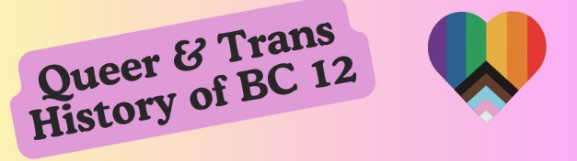 Queer & Trans
History of BC 12